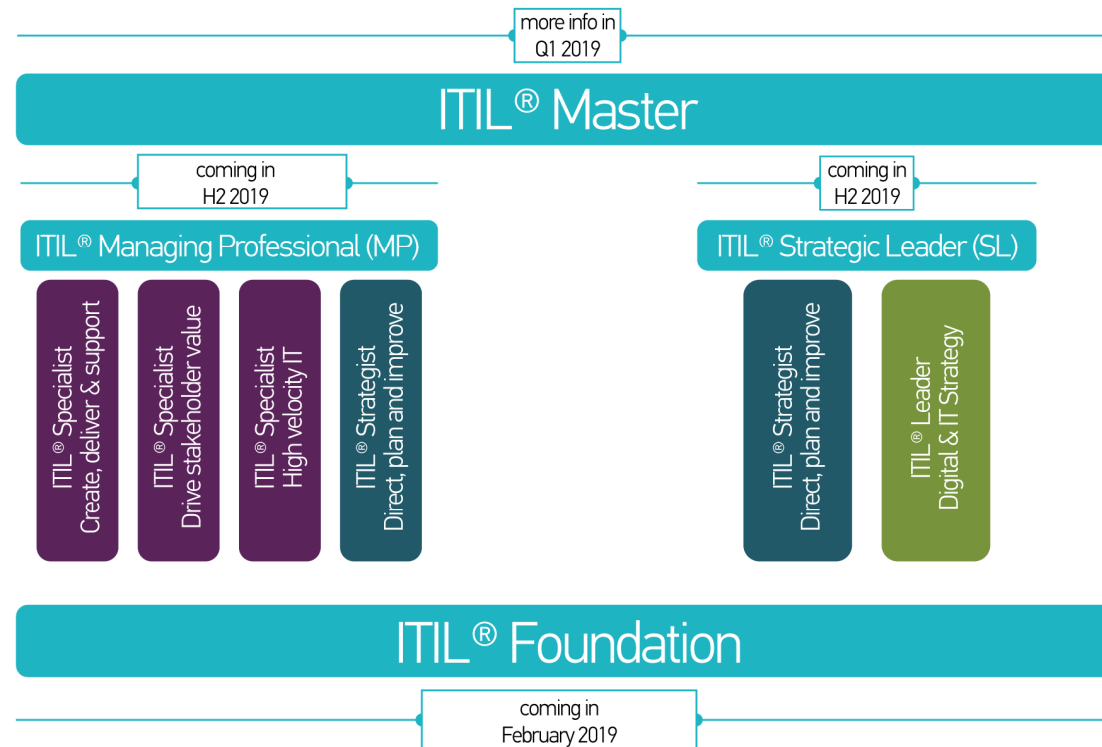 more info in
Q1 2019
ITIL® Master
coming in
H2 2019
coming in
H2 2019
ITIL® Managing Professional (MP)
ITIL® Strategic Leader (SL)
ITIL® Specialist
Create, deliver & support
ITIL® Specialist
Drive stakeholder value
ITIL® Specialist
High velocity IT
ITIL® Strategist
Direct, plan and improve
ITIL® Strategist
Direct, plan and improve
ITIL® Leader
Digital & IT Strategy
ITIL® Foundation
coming in
February 2019